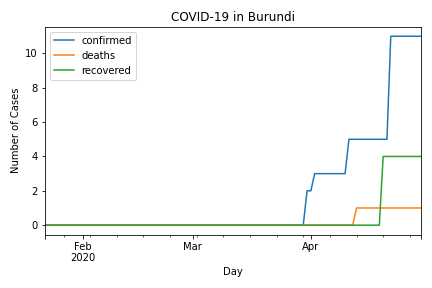 COVID-19 in Burundi
confirmed
deaths
recovered
Number of Cases
10
8
6
4
2
0
Feb
2020
Mar
Apr
Day